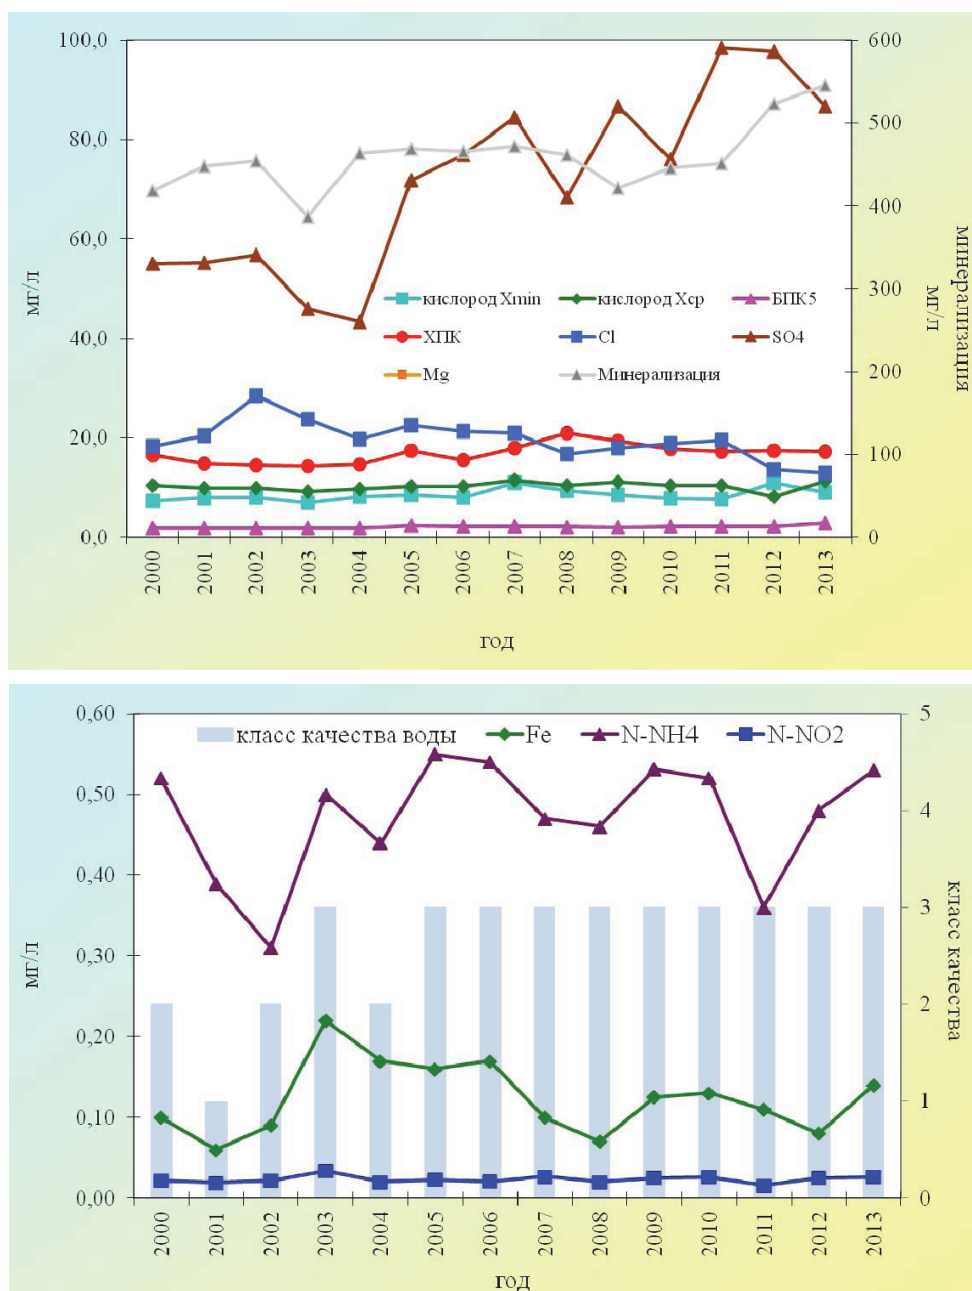 100,0
80,0
60,0
40,0
20,0
0,0
мг/л
600
500
400
300
200
100
0
минерализация
мг/л
кислород Xmin
кислород Xср
БПК5
ХПК
Cl
SO4
Mg
Минерализация
2000
2001
2002
2003
2004
2005
2006
2007
2008
2009
2010
2011
2012
2013
год
0,60
0,50
0,40
0,30
0,20
0,10
0,00
мг/л
класс качества воды
Fe
N-NH4
N-NO2
5
4
3
2
1
0
класс качества
2000
2001
2002
2003
2004
2005
2006
2007
2008
2009
2010
2011
2012
2013
год